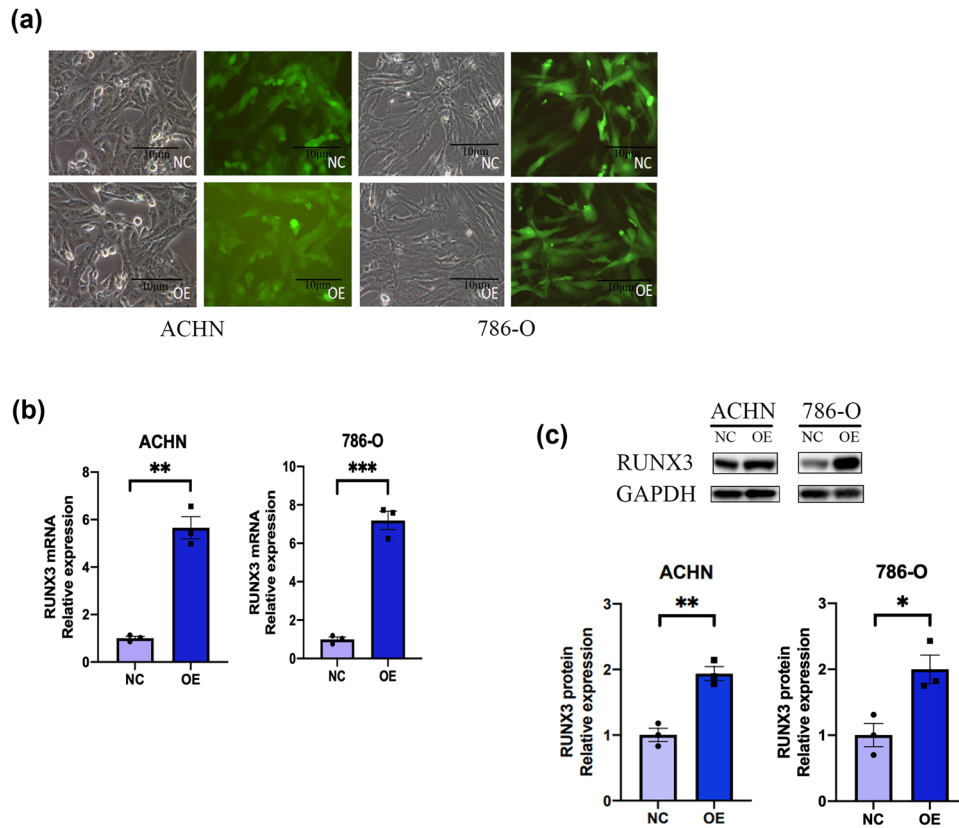 (a)
10μm
NC
10μm
NC
10μm
NC
10μm
NC
10μm
OE
10μm
OE
10μm
OE
10μm
OE
ACHN
786-O
(b)
ACHN
RUNX3 mRNA
Relative expression
8
6
4
2
0
**
NC
OE
786-O
RUNX3 mRNA
Relative expression
10
8
6
4
2
0
***
NC
OE
(c)
ACHN 786-O
NC OE NC OE
RUNX3
GAPDH
ACHN
RUNX3 protein
Relative expression
3
2
1
0
**
NC
OE
786-O
RUNX3 protein
Relative expression
3
2
1
0
*
NC
OE